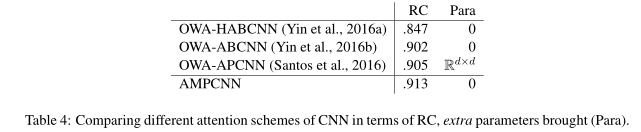 RC Para
OWA-HABCNN (Yin et al., 2016a) .847 0
OWA-ABCNN (Yin et al., 2016b) .902 0
OWA-APCNN (Santos et al., 2016) .905 ℝ^{d×d}
AMPCNN .913 0
Table 4: Comparing different attention schemes of CNN in terms of RC, extra parameters brought (Para).